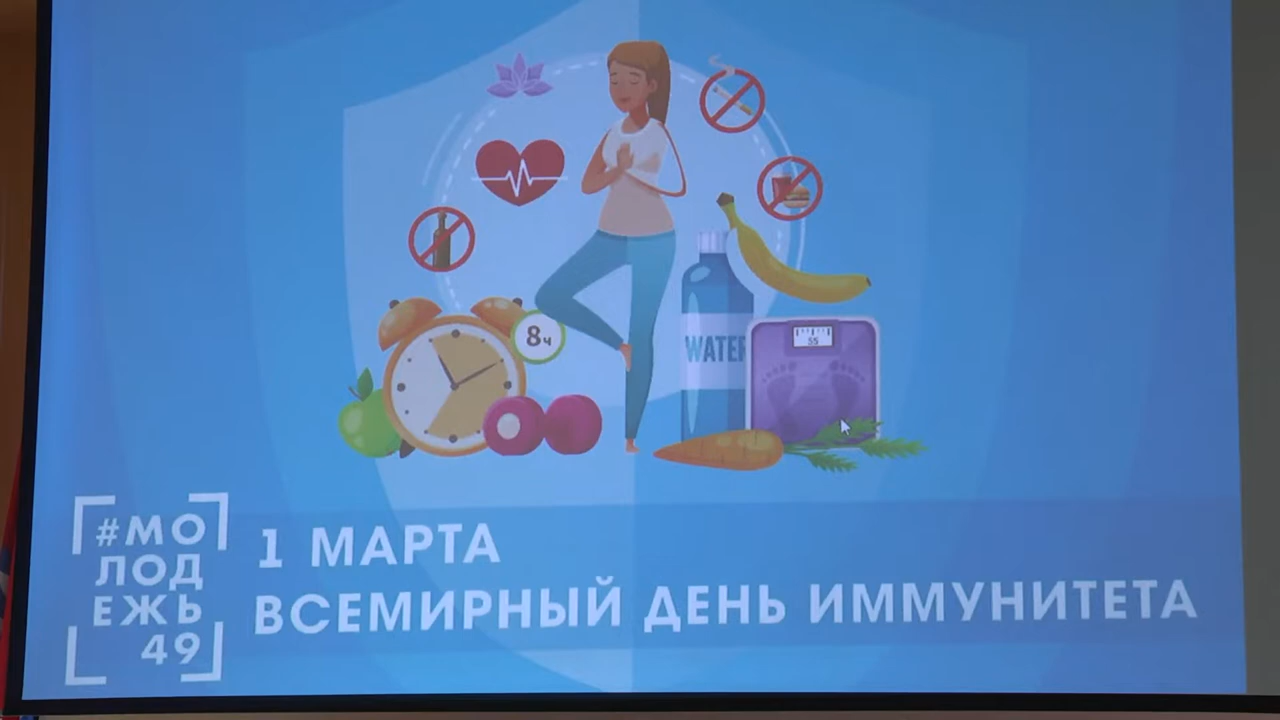 8ч
WATER
55
#МО
ЛОД
ЕЖЬ
49
1 МАРТА
ВСЕМИРНЫЙ ДЕНЬ ИММУНИТЕТА